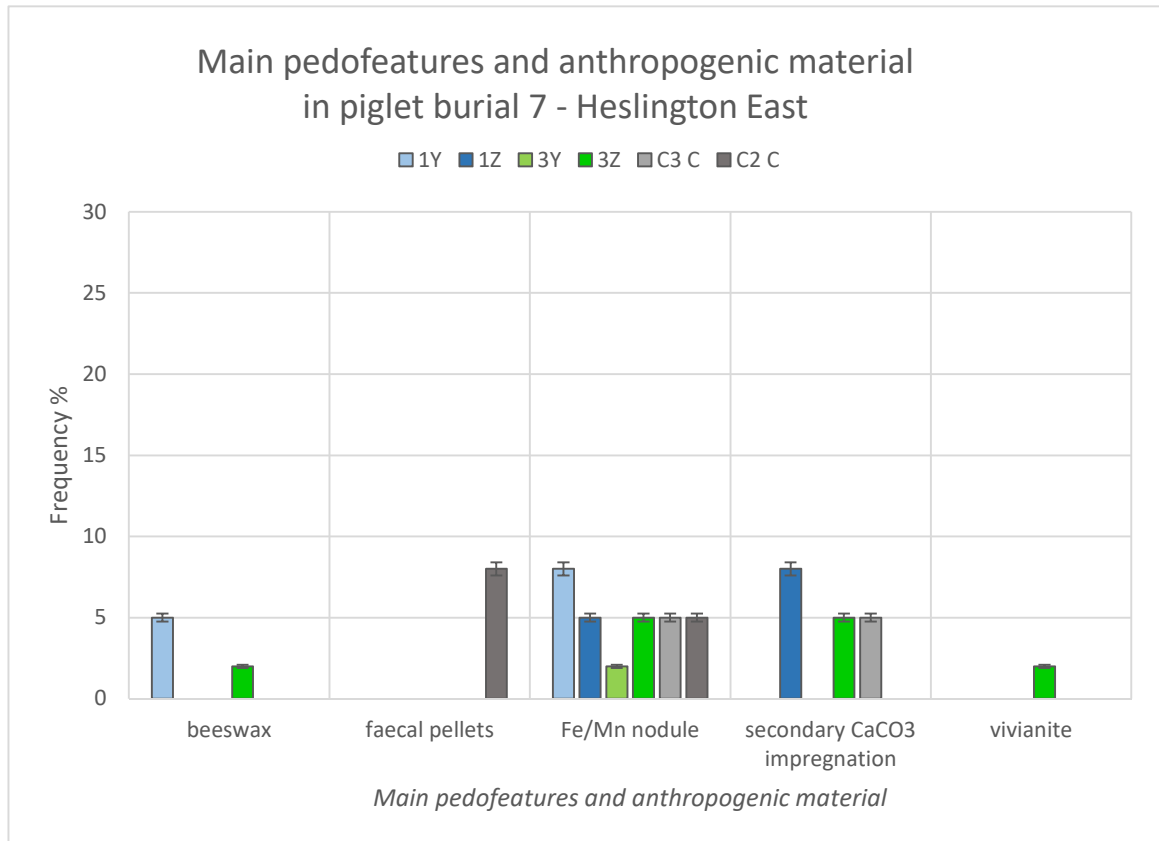 Main pedofeatures and anthropogenic material
in piglet burial 7 - Heslington East
1Y 1Z 3Y 3Z C3 C C2 C
30
25
20
15
10
5
0
Frequency %
beeswax faecal pellets Fe/Mn nodule secondary CaCO3 vivianite
impregnation
Main pedofeatures and anthropogenic material